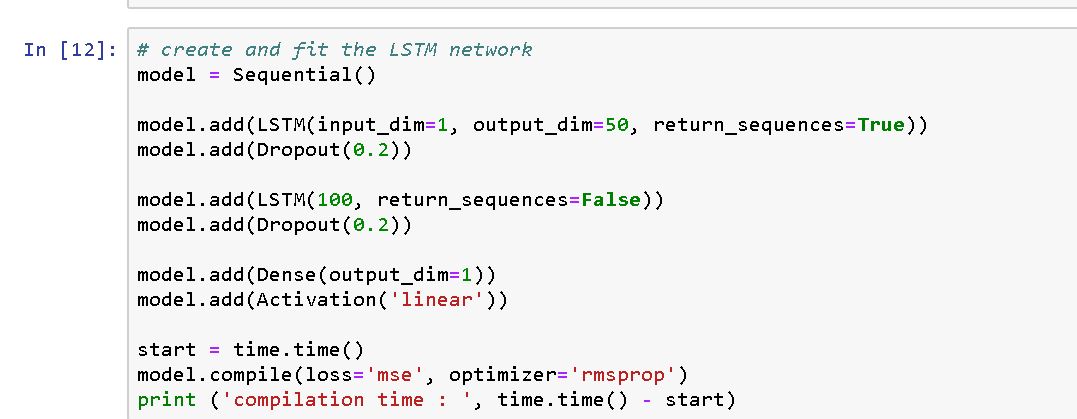 In [12]: # create and fit the LSTM network
model = Sequential()
model.add(LSTM(input_dim=1, output_dim=50, return_sequences=True))
model.add(Dropout(0.2))
model.add(LSTM(100, return_sequences=False))
model.add(Dropout(0.2))
model.add(Dense(output_dim=1))
model.add(Activation('linear'))
start = time.time()
model.compile(loss='mse', optimizer='rmsprop')
print ('compilation time : ', time.time() - start)